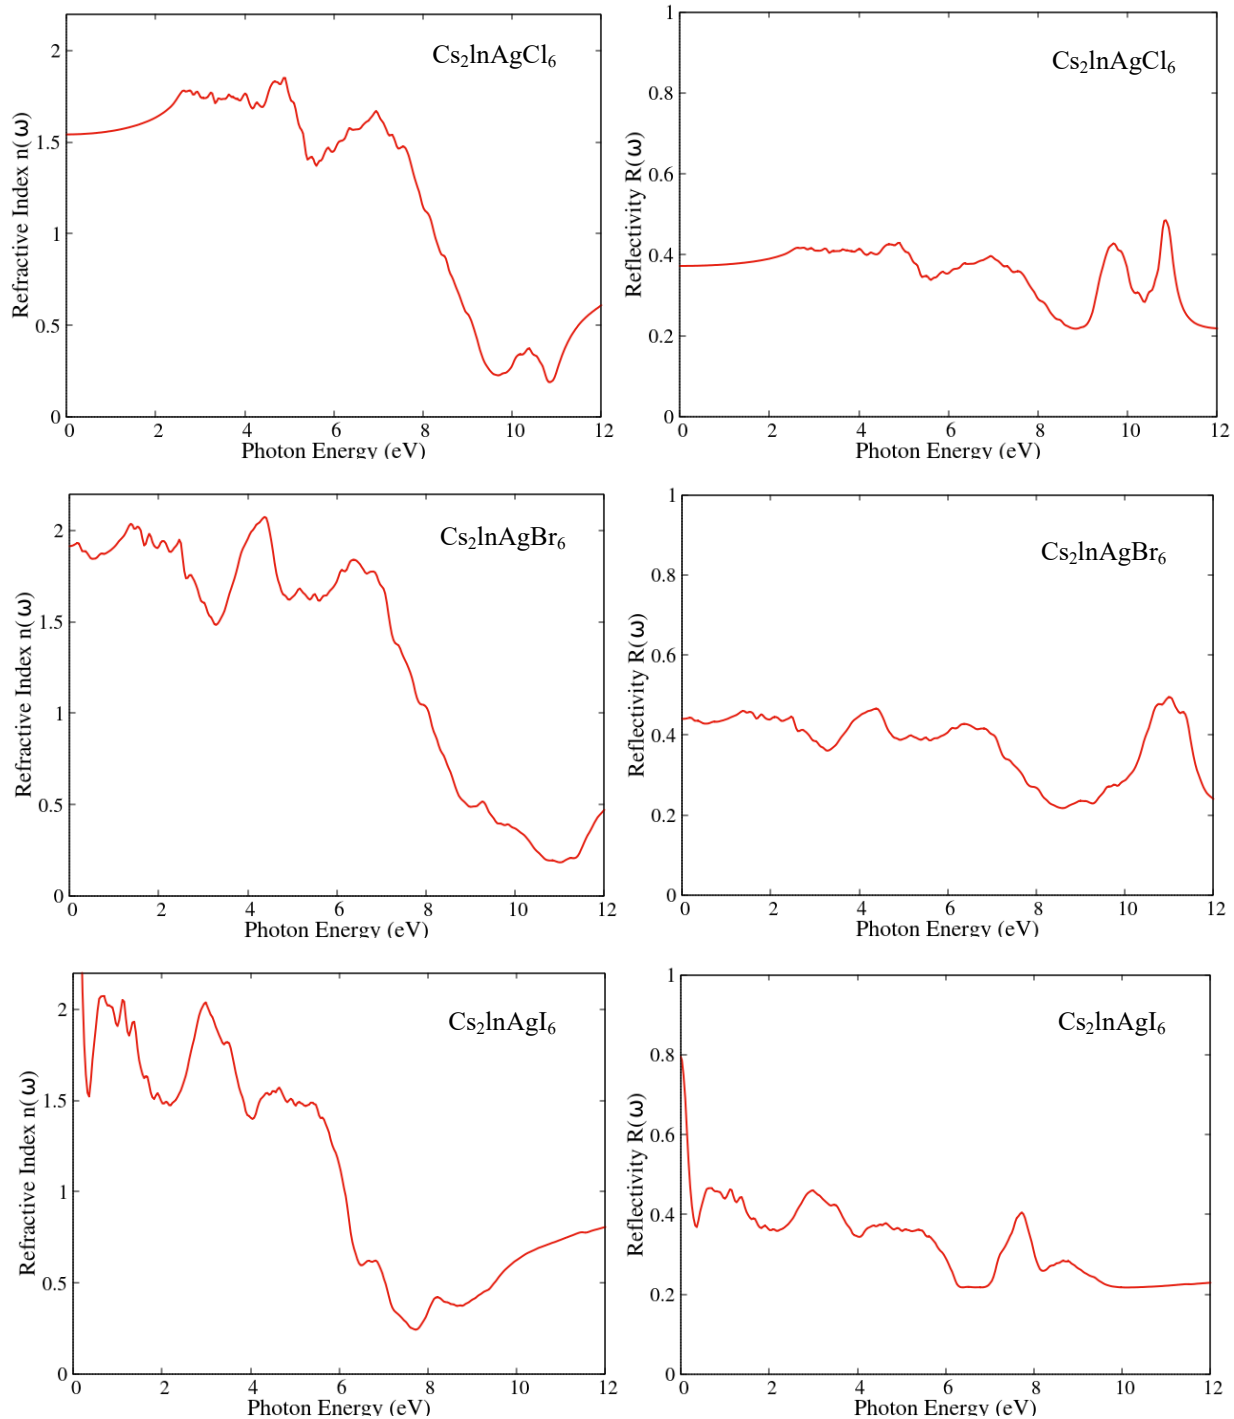 Cs₂lnAgCl₆
Refractive Index n(ω)
2
1.5
1
0.5
0
0 2 4 6 8 10 12
Photon Energy (eV)
Cs₂lnAgCl₆
Reflectivity R(ω)
1
0.8
0.6
0.4
0.2
0
0 2 4 6 8 10 12
Photon Energy (eV)
Cs₂lnAgBr₆
Refractive Index n(ω)
2
1.5
1
0.5
0
0 2 4 6 8 10 12
Photon Energy (eV)
Cs₂lnAgBr₆
Reflectivity R(ω)
1
0.8
0.6
0.4
0.2
0
0 2 4 6 8 10 12
Photon Energy (eV)
Cs₂lnAgI₆
Refractive Index n(ω)
2
1.5
1
0.5
0
0 2 4 6 8 10 12
Photon Energy (eV)
Cs₂lnAgI₆
Reflectivity R(ω)
1
0.8
0.6
0.4
0.2
0
0 2 4 6 8 10 12
Photon Energy (eV)